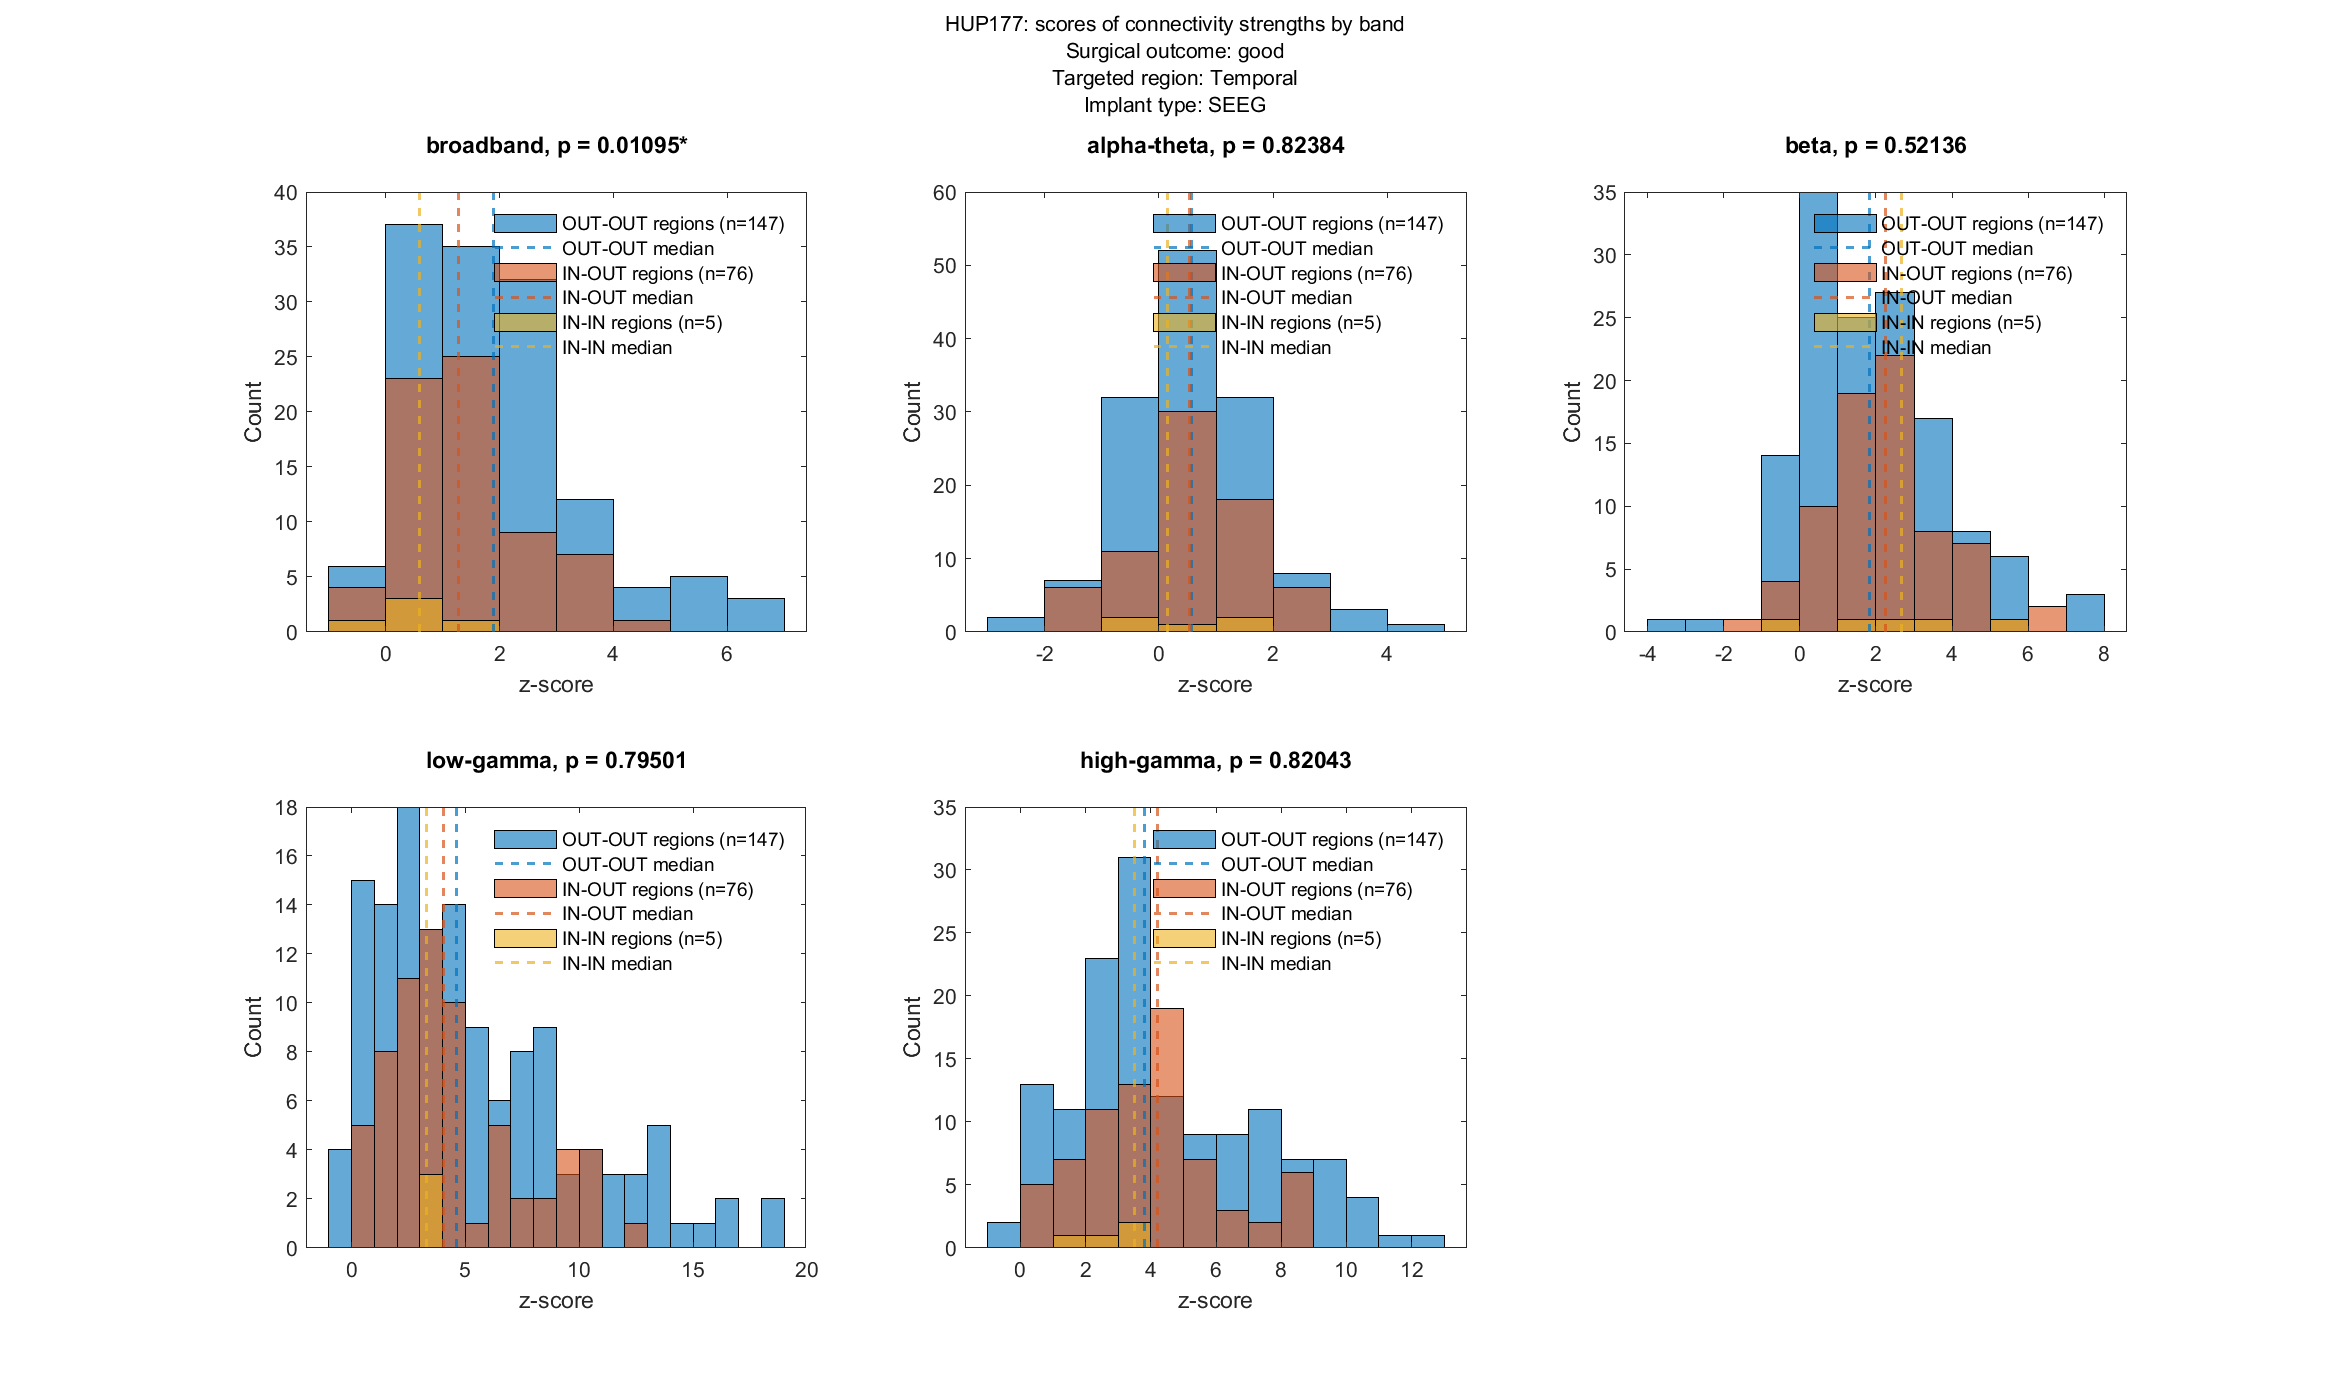 HUP177: scores of connectivity strengths by band
Surgical outcome: good
Targeted region: Temporal
Implant type: SEEG
broadband, p = 0.01095*
40
35
30
25
20
15
10
5
0
Count
0 2 4 6
z-score
OUT-OUT regions (n=147)
OUT-OUT median
IN-OUT regions (n=76)
IN-OUT median
IN-IN regions (n=5)
IN-IN median
alpha-theta, p = 0.82384
60
50
40
30
20
10
0
Count
-2 0 2 4
z-score
OUT-OUT regions (n=147)
OUT-OUT median
IN-OUT regions (n=76)
IN-OUT median
IN-IN regions (n=5)
IN-IN median
beta, p = 0.52136
35
30
25
20
15
10
5
0
Count
-4 -2 0 2 4 6 8
z-score
OUT-OUT regions (n=147)
OUT-OUT median
IN-OUT regions (n=76)
IN-OUT median
IN-IN regions (n=5)
IN-IN median
low-gamma, p = 0.79501
18
16
14
12
10
8
6
4
2
0
Count
0 5 10 15 20
z-score
OUT-OUT regions (n=147)
OUT-OUT median
IN-OUT regions (n=76)
IN-OUT median
IN-IN regions (n=5)
IN-IN median
high-gamma, p = 0.82043
35
30
25
20
15
10
5
0
Count
0 2 4 6 8 10 12
z-score
OUT-OUT regions (n=147)
OUT-OUT median
IN-OUT regions (n=76)
IN-OUT median
IN-IN regions (n=5)
IN-IN median